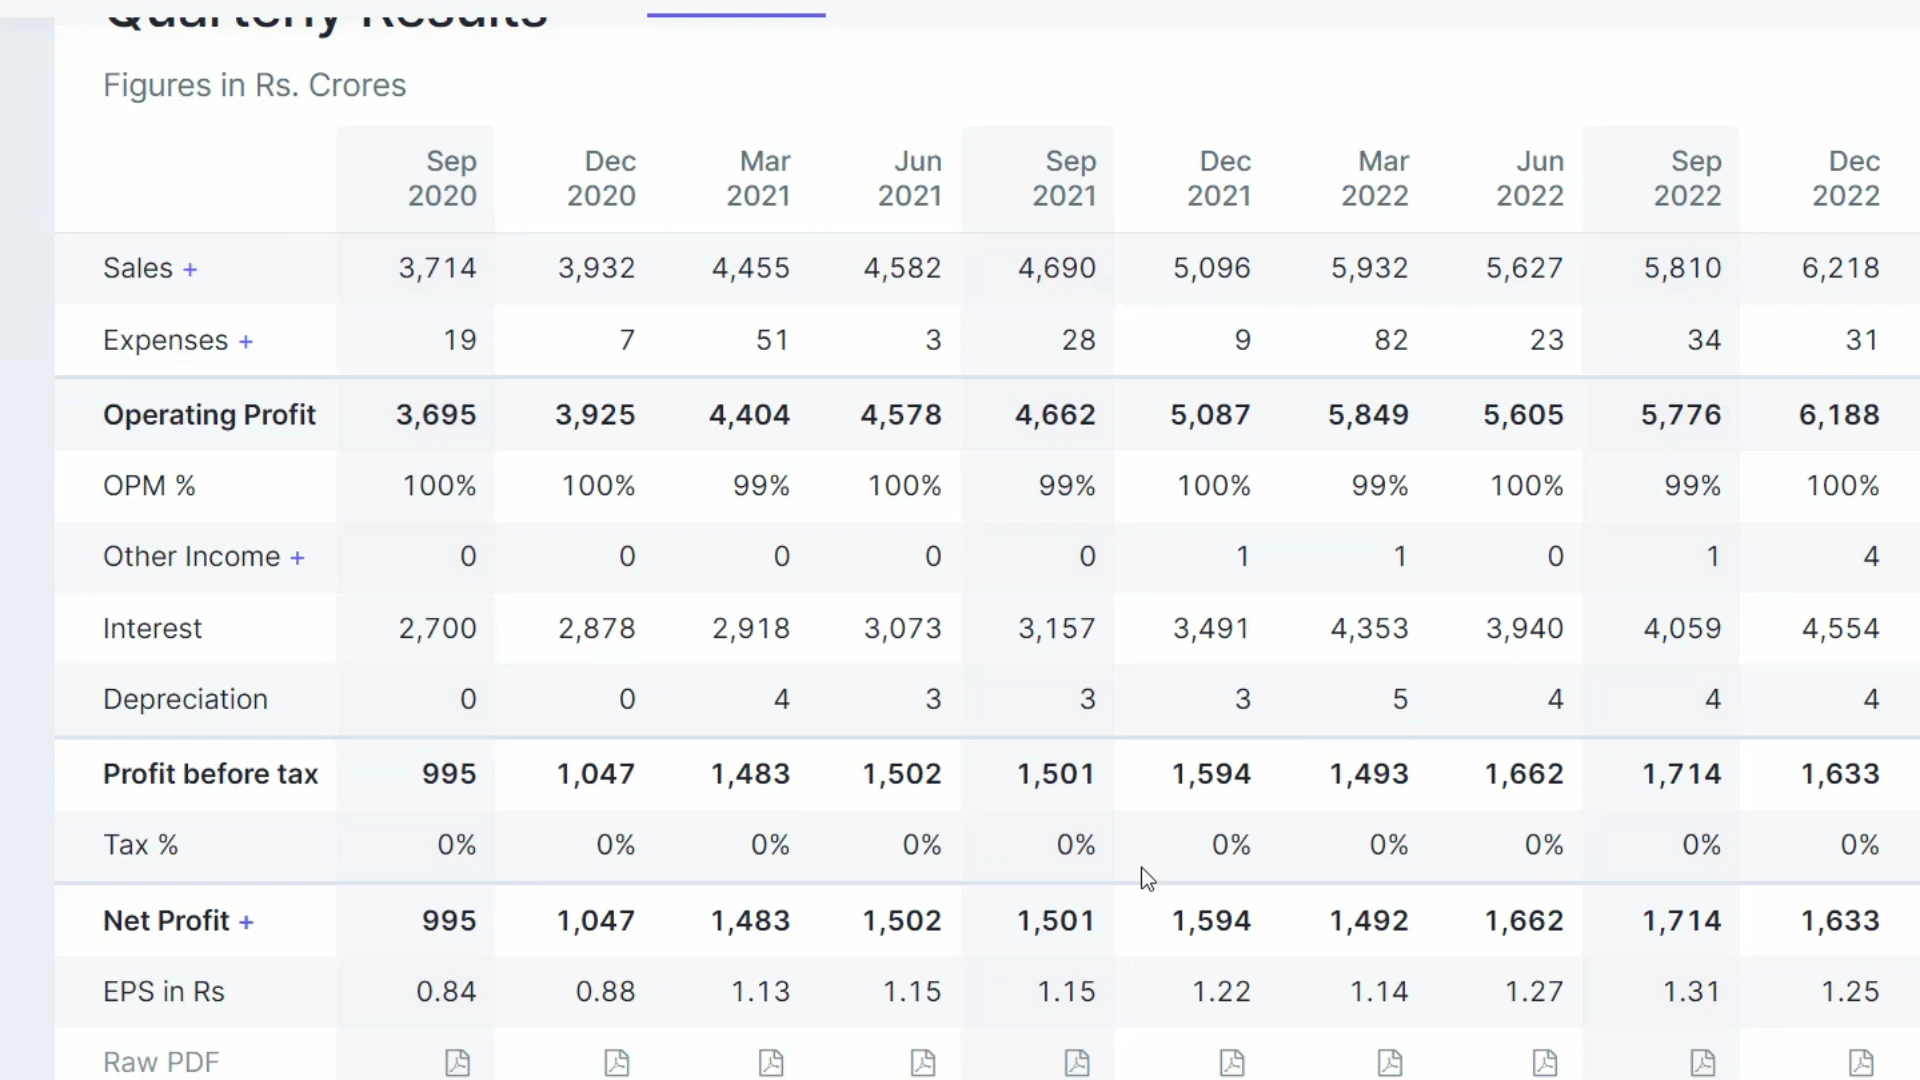 Quarterly Results
Figures in Rs. Crores
Sep 2020 Dec 2020 Mar 2021 Jun 2021 Sep 2021 Dec 2021 Mar 2022 Jun 2022 Sep 2022 Dec 2022
Sales + 3,714 3,932 4,455 4,582 4,690 5,096 5,932 5,627 5,810 6,218
Expenses + 19 7 51 3 28 9 82 23 34 31
Operating Profit 3,695 3,925 4,404 4,578 4,662 5,087 5,849 5,605 5,776 6,188
OPM % 100% 100% 99% 100% 99% 100% 99% 100% 99% 100%
Other Income + 0 0 0 0 0 1 1 0 1 4
Interest 2,700 2,878 2,918 3,073 3,157 3,491 4,353 3,940 4,059 4,554
Depreciation 0 0 4 3 3 3 5 4 4 4
Profit before tax 995 1,047 1,483 1,502 1,501 1,594 1,493 1,662 1,714 1,633
Tax % 0% 0% 0% 0% 0% 0% 0% 0% 0% 0%
Net Profit + 995 1,047 1,483 1,502 1,501 1,594 1,492 1,662 1,714 1,633
EPS in Rs 0.84 0.88 1.13 1.15 1.15 1.22 1.14 1.27 1.31 1.25
Raw PDF